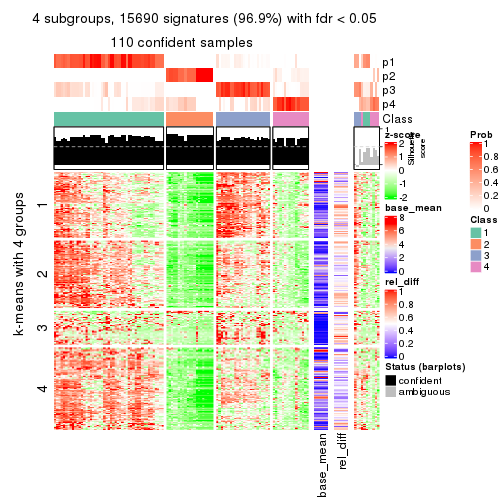 4 subgroups, 15690 signatures (96.9%) with fdr < 0.05
110 confident samples
p1
p2
p3
p4
Class
1
Silhouette
score
k-means with 4 groups
1
2
3
4
base_mean
rel_diff
z-score
2
1
0
-1
-2
base_mean
8
6
4
2
0
rel_diff
1
0.8
0.6
0.4
0.2
0
Status (barplots)
confident
ambiguous
Prob
1
0.8
0.6
0.4
0.2
0
Class
1
2
3
4